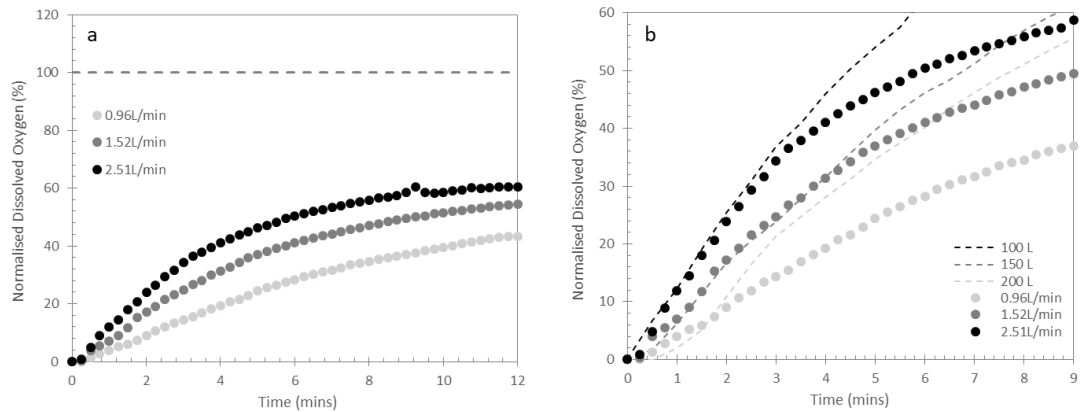 a
Normalised Dissolved Oxygen (%)
120
100
80
60
40
20
0
0.96L/min
1.52L/min
2.51L/min
0 2 4 6 8 10 12
Time (mins)
b
Normalised Dissolved Oxygen (%)
60
50
40
30
20
10
0
100 L
150 L
200 L
0.96L/min
1.52L/min
2.51L/min
0 1 2 3 4 5 6 7 8 9
Time (mins)